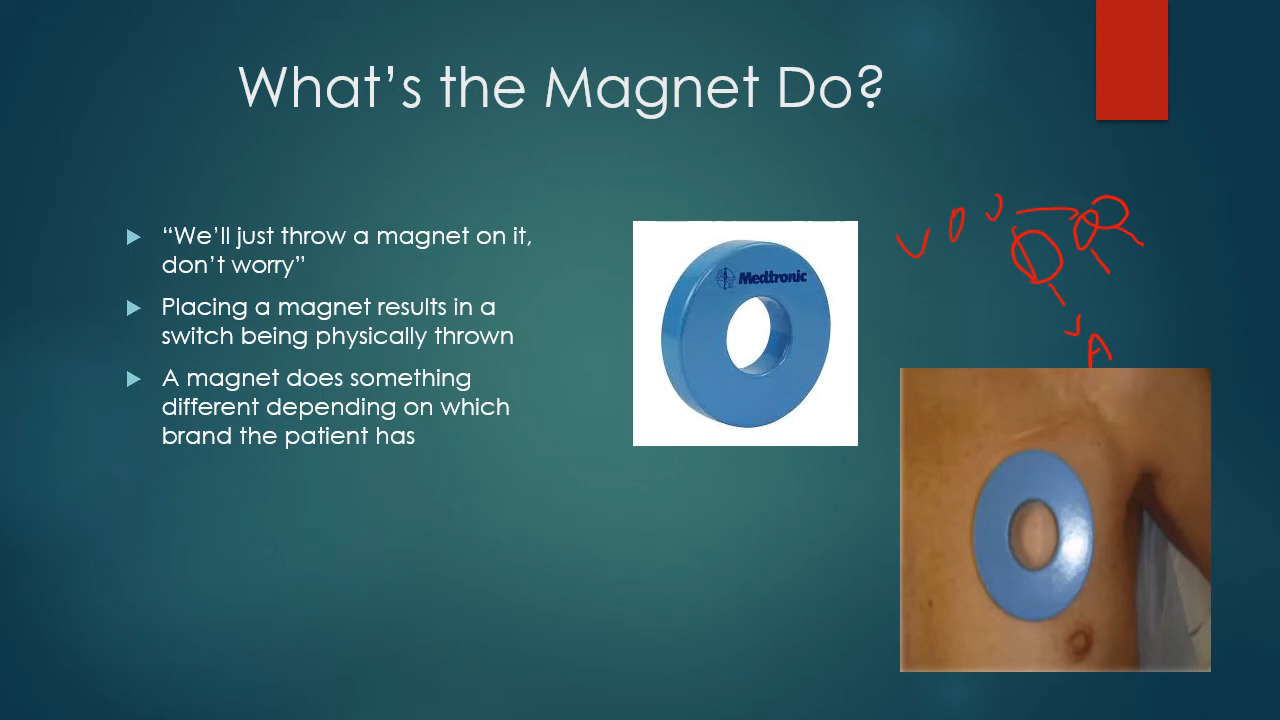 What’s the Magnet Do?
“We’ll just throw a magnet on it,
don’t worry”
Placing a magnet results in a
switch being physically thrown
A magnet does something
different depending on which
brand the patient has
Medtronic